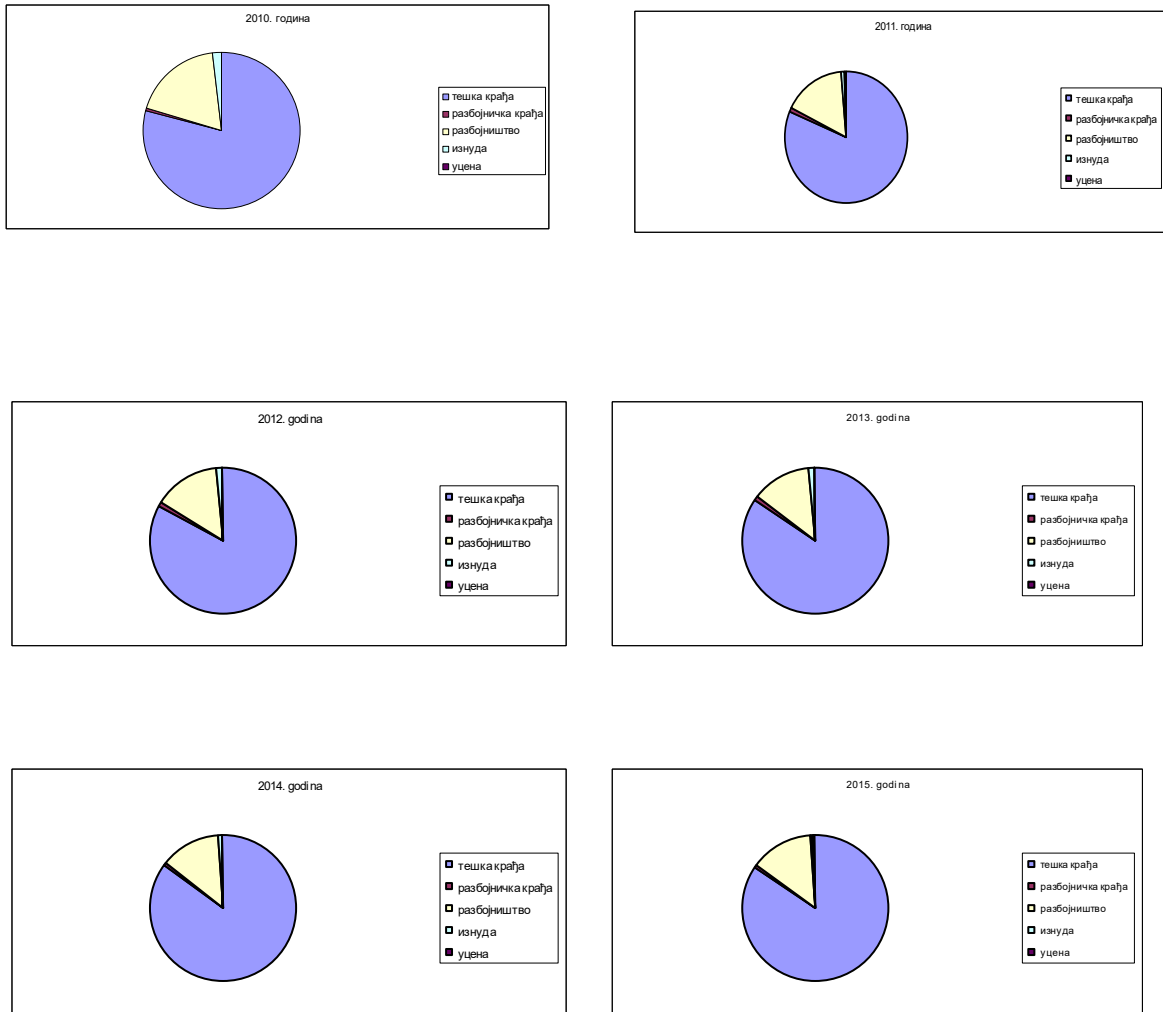 2010. година
тешка крађа
разбојничка крађа
разбојништво
изнуда
уцена
2011. година
тешка крађа
разбојничка крађа
разбојништво
изнуда
уцена
2012. godina
тешка крађа
разбојничка крађа
разбојништво
изнуда
уцена
2013. godina
тешка крађа
разбојничка крађа
разбојништво
изнуда
уцена
2014. godina
тешка крађа
разбојничка крађа
разбојништво
изнуда
уцена
2015. godina
тешка крађа
разбојничка крађа
разбојништво
изнуда
уцена